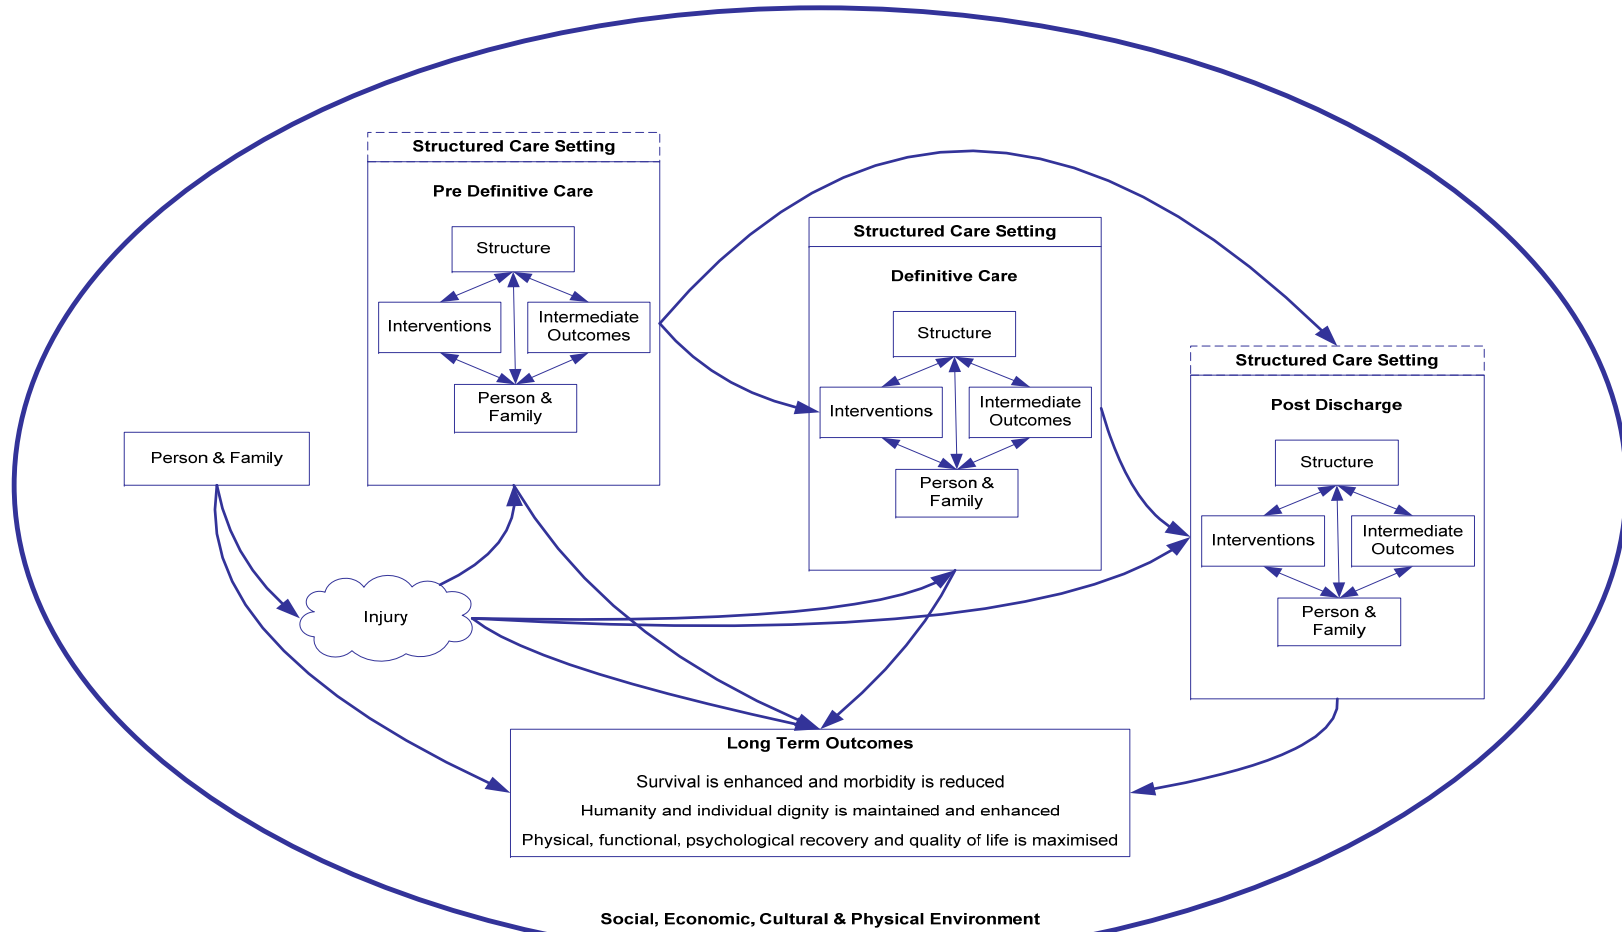 Structured Care Setting
Pre Definitive Care
Structure
Interventions
Intermediate
Outcomes
Person &
Family
Structured Care Setting
Definitive Care
Structure
Interventions
Intermediate
Outcomes
Person &
Family
Structured Care Setting
Post Discharge
Structure
Interventions
Intermediate
Outcomes
Person &
Family
Person & Family
Injury
Long Term Outcomes
Survival is enhanced and morbidity is reduced
Humanity and individual dignity is maintained and enhanced
Physical, functional, psychological recovery and quality of life is maximised
Social, Economic, Cultural & Physical Environment